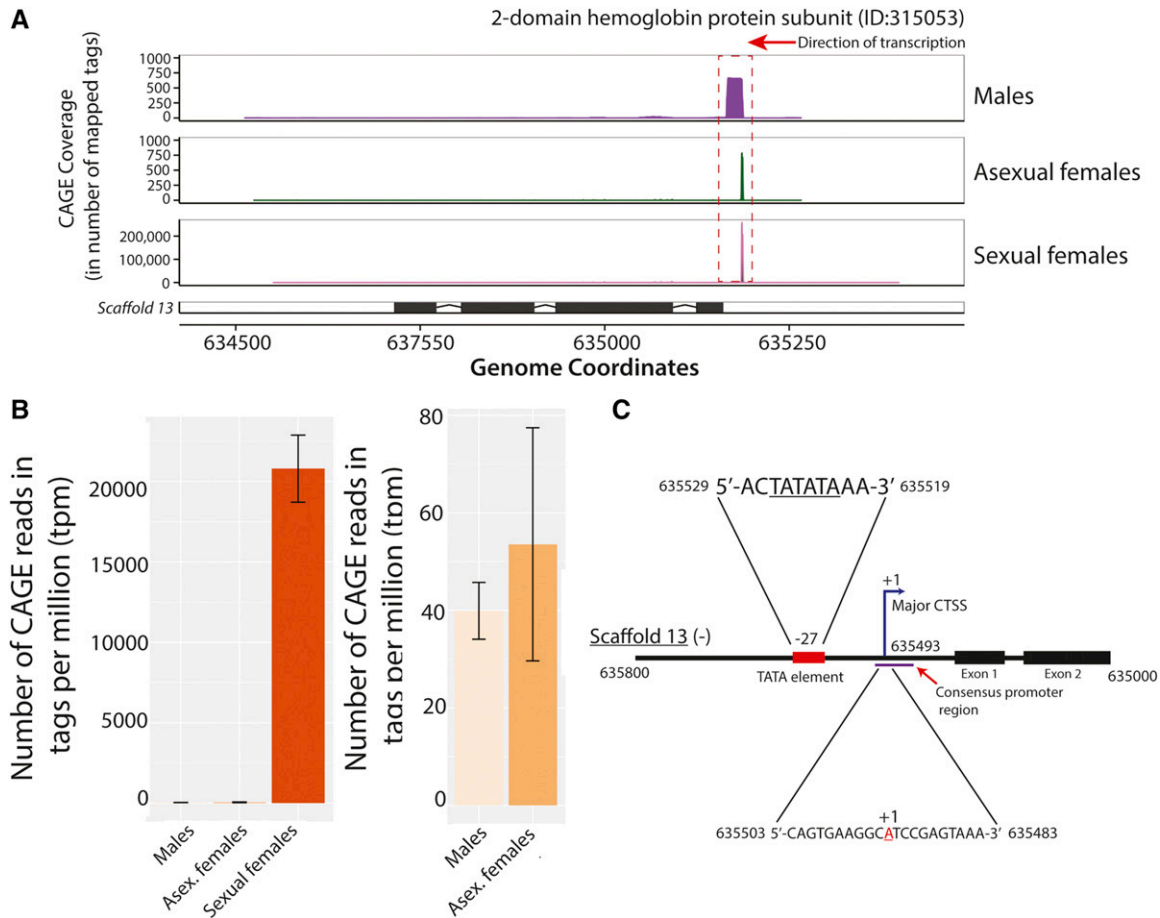 A
2-domain hemoglobin protein subunit (ID:315053)
Direction of transcription
CAGE Coverage
(in number of mapped tags)
1000
750
500
250
0
Males
1000
750
500
250
0
Asexual females
200,000
100,000
0
Sexual females
Scaffold 13
634500
637550
635000
635250
Genome Coordinates
B
Number of CAGE reads in
tags per million (tpm)
20000
15000
10000
5000
0
Males
Asex. females
Sexual females
Number of CAGE reads in
tags per million (tpm)
80
60
40
20
0
Males
Asex. females
C
635529 5'-ACTATATAAA-3' 635519
+1
Major CTSS
Scaffold 13 (-)
-27
635493
635800
TATA element
Exon 1
Exon 2
635000
Consensus promoter
region
+1
635503 5'-CAGTGAAGGCATCCGAGTAAA-3' 635483